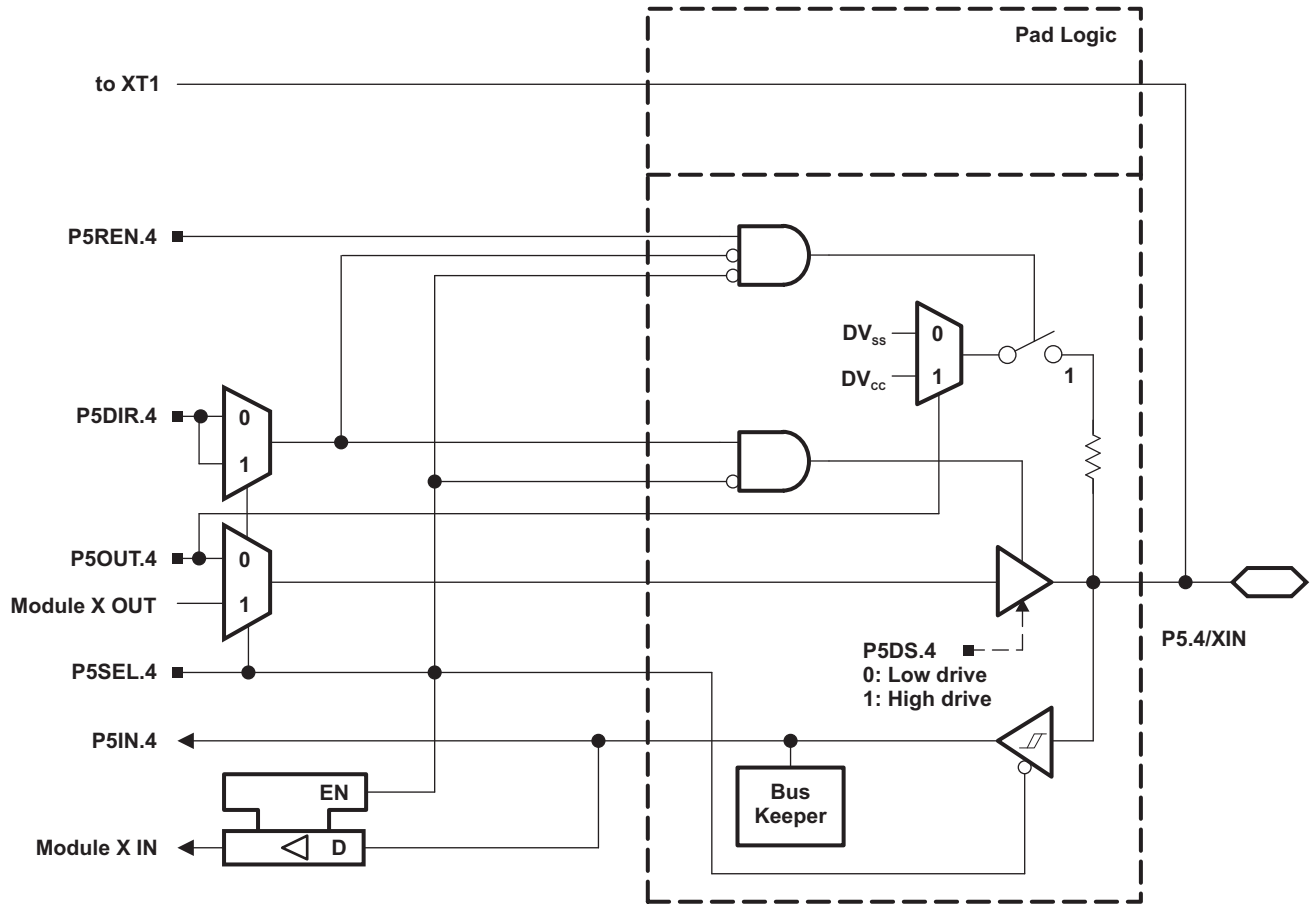 Pad Logic
to XT1
P5REN.4
DVSS
0
DVCC
1
1
P5DIR.4
0
1
P5OUT.4
0
Module X OUT
1
P5DS.4
0: Low drive
1: High drive
P5.4/XIN
P5SEL.4
P5IN.4
EN
Bus
Keeper
Module X IN
D